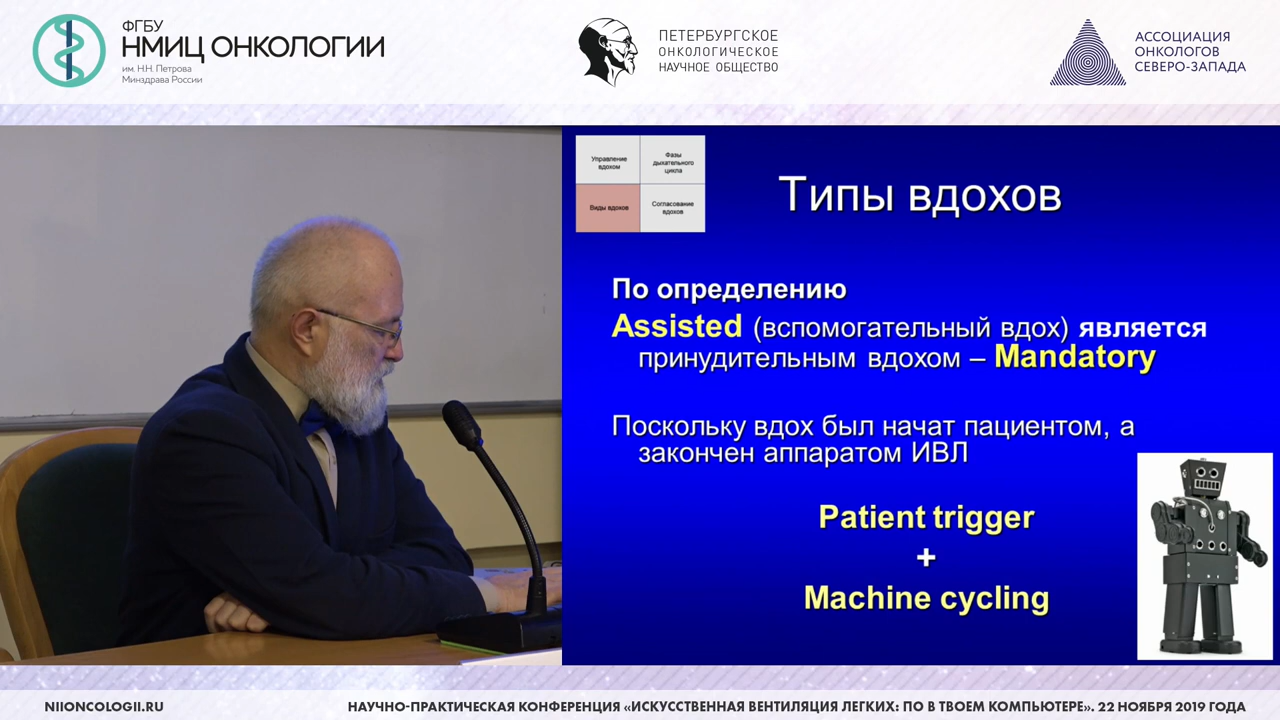 ФГБУ
НМИЦ ОНКОЛОГИИ
им. Н.Н. Петрова
Минздрава России
ПЕТЕРБУРГСКОЕ
ОНКОЛОГИЧЕСКОЕ
НАУЧНОЕ ОБЩЕСТВО
АССОЦИАЦИЯ
ОНКОЛОГОВ
СЕВЕРО-ЗАПАДА
Управление
вдохом
Фазы
дыхательного
цикла
Виды вдохов
Согласование
вдохов
Типы вдохов
По определению
Assisted (вспомогательный вдох) является
принудительным вдохом – Mandatory
Поскольку вдох был начат пациентом, а
закончен аппаратом ИВЛ
Patient trigger
+
Machine cycling
NIIONCOLOGII.RU
НАУЧНО-ПРАКТИЧЕСКАЯ КОНФЕРЕНЦИЯ «ИСКУССТВЕННАЯ ВЕНТИЛЯЦИЯ ЛЕГКИХ: ПО В ТВОЕМ КОМПЬЮТЕРЕ». 22 НОЯБРЯ 2019 ГОДА